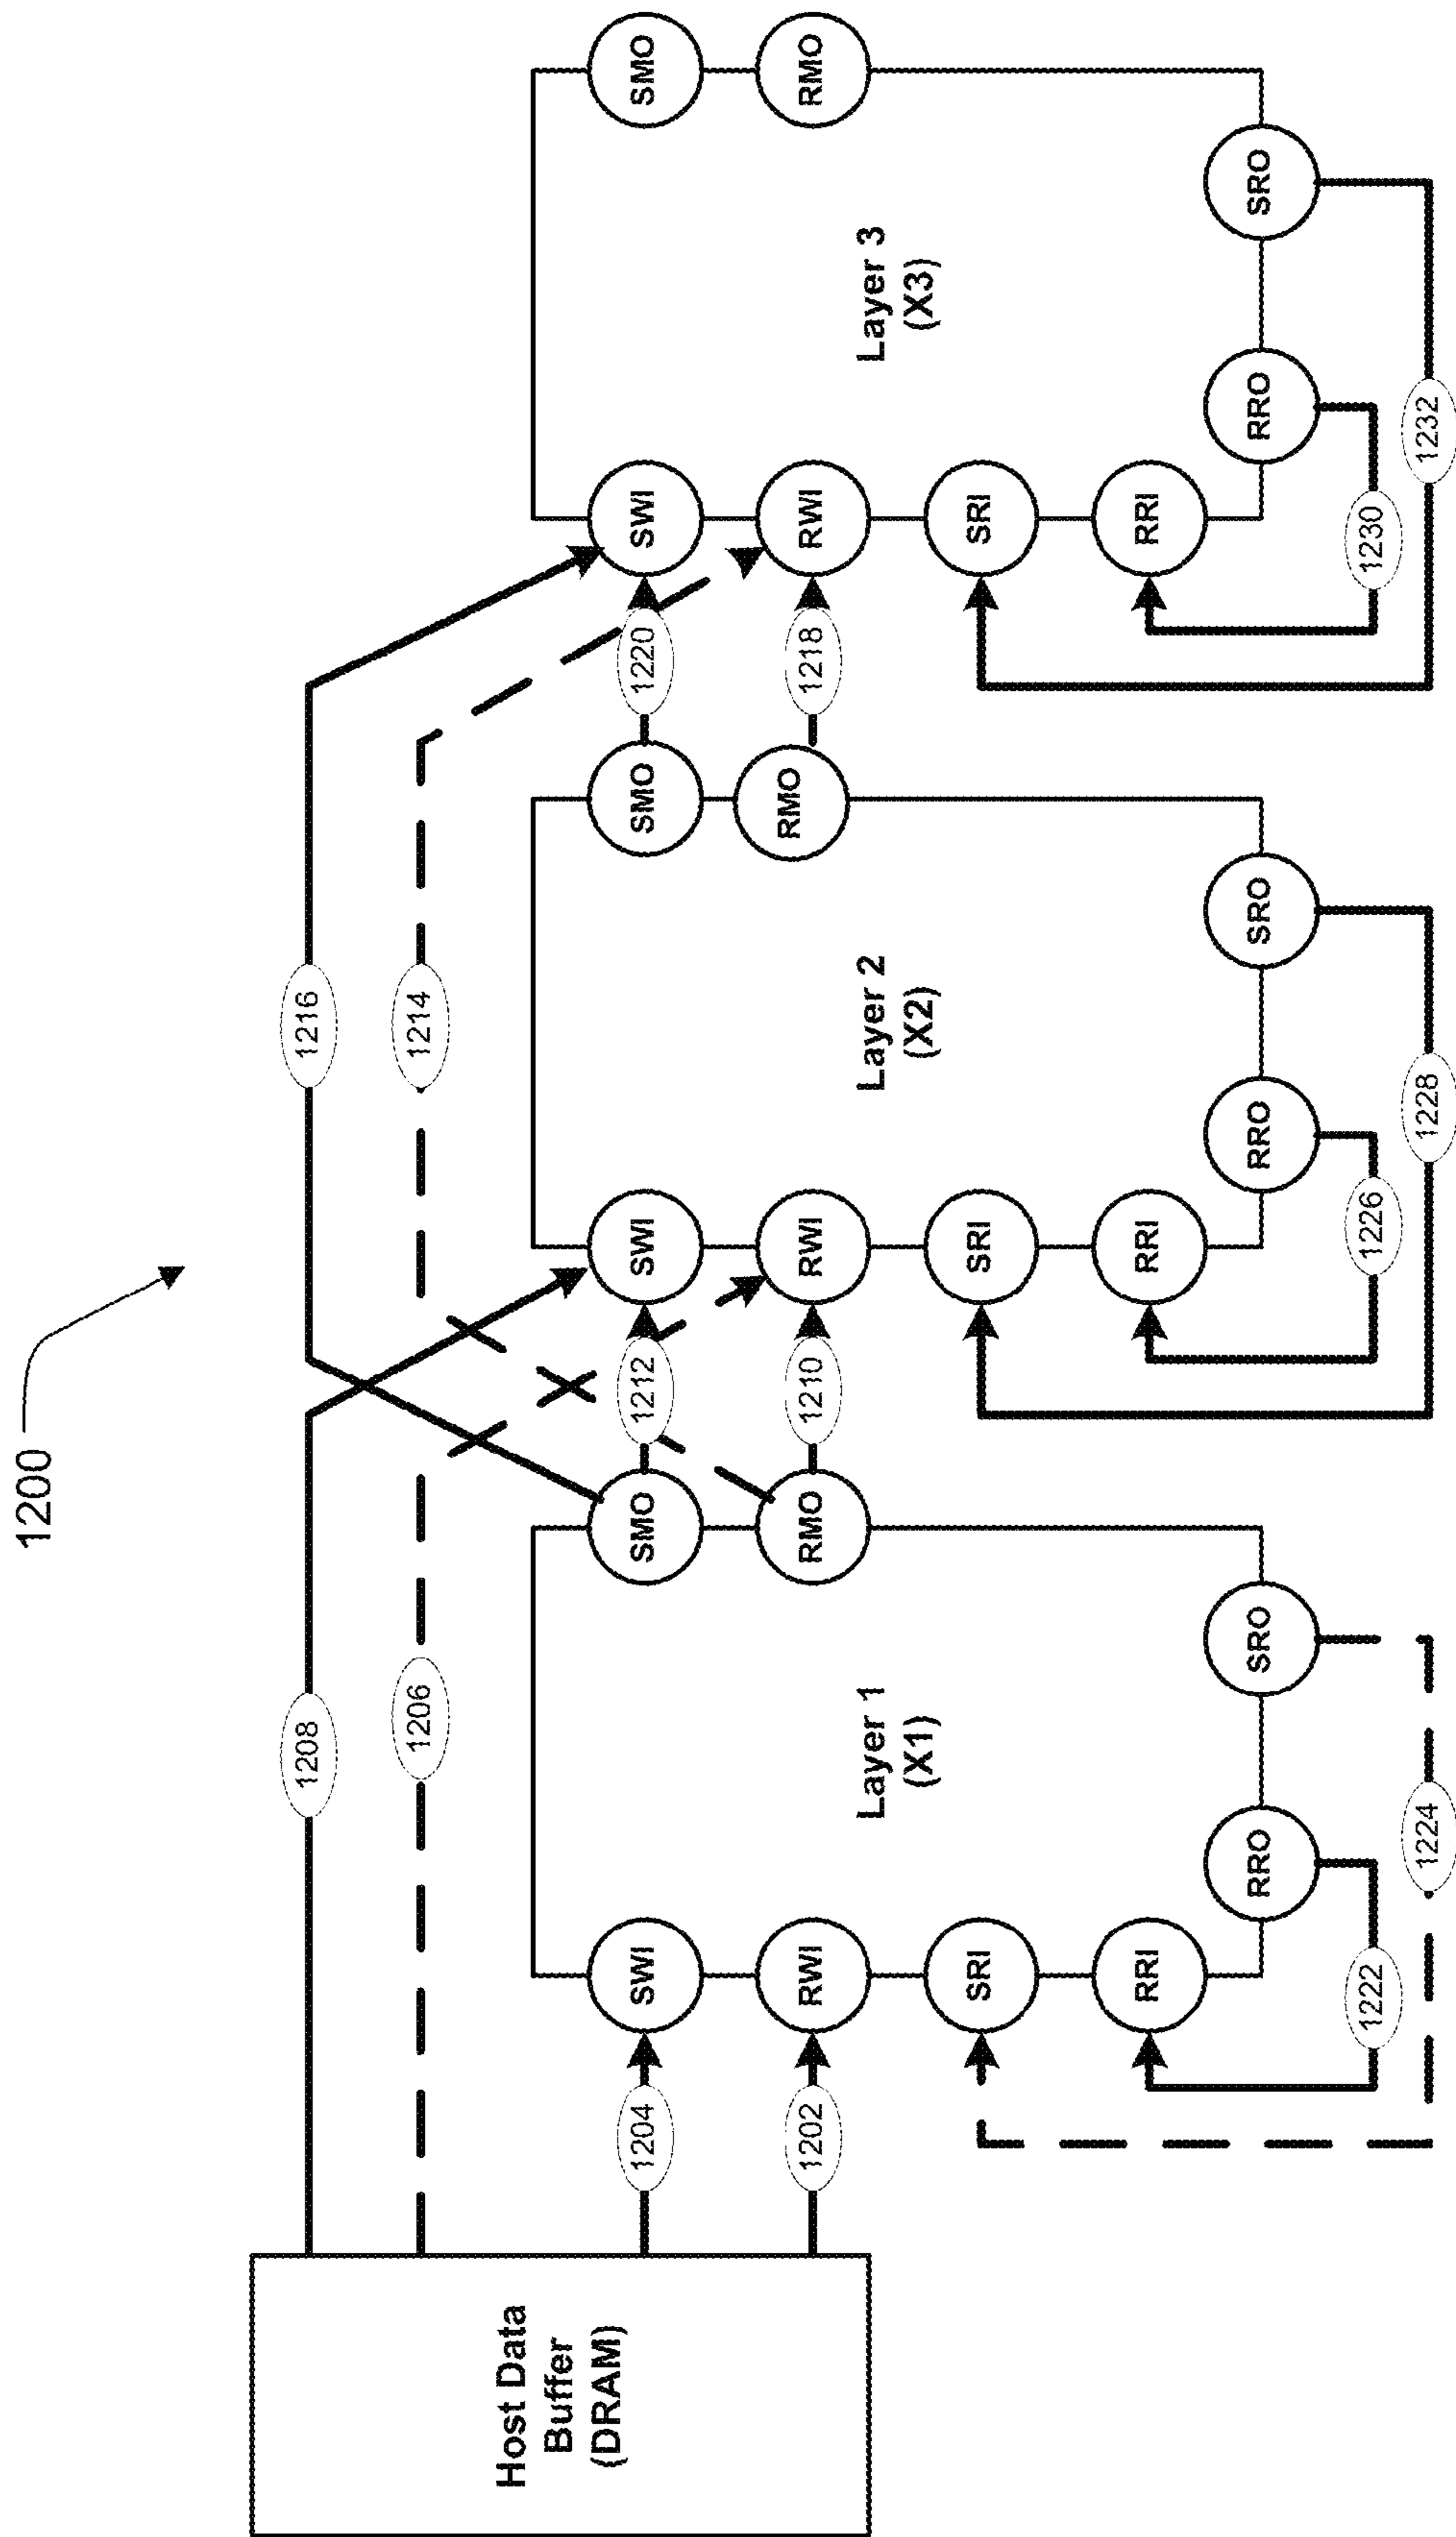 1200
1208
1216
1206
1214
Host Data
Buffer
(DRAM)
1204
SWI
SMO
1212
SWI
SMO
1220
SWI
SMO
1202
RWI
RMO
1210
RWI
RMO
1218
RWI
RMO
Layer 1
(X1)
Layer 2
(X2)
Layer 3
(X3)
SRI
SRI
SRI
RRI
RRI
RRI
RRO
SRO
RRO
SRO
RRO
SRO
1222
1226
1230
1224
1228
1232